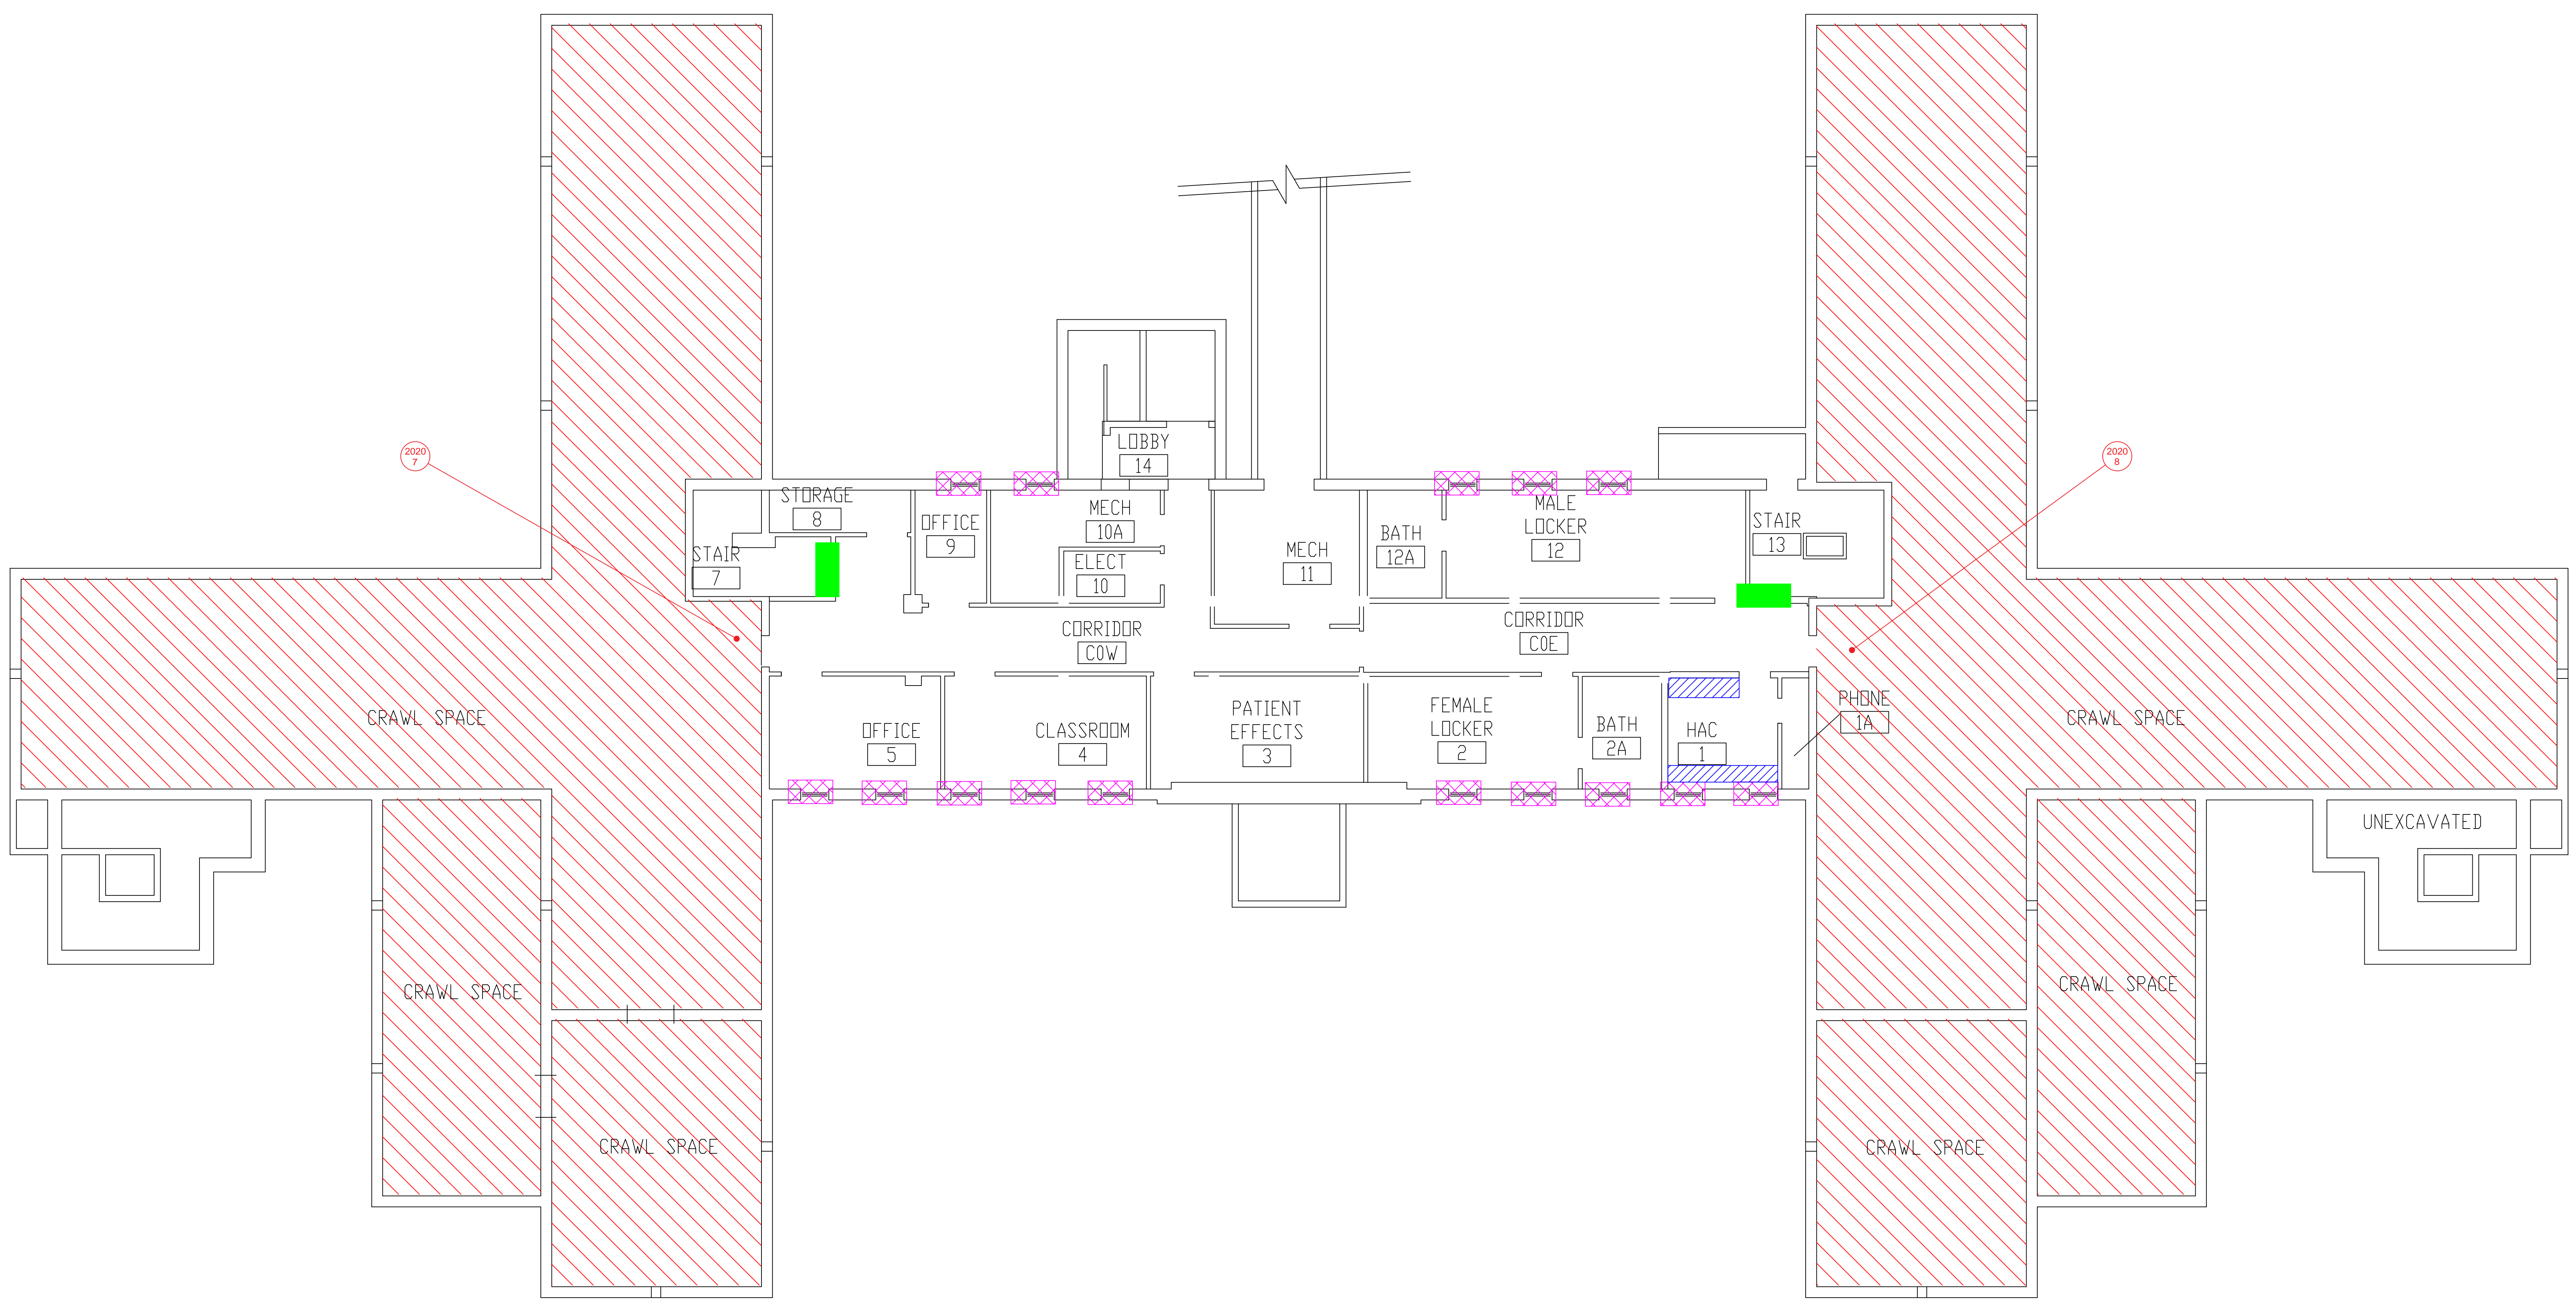 2020
7
2020
8
LOBBY
14
STORAGE
8
OFFICE
9
MECH
10A
MALE
LOCKER
12
BATH
12A
STAIR
13
STAIR
7
ELECT
10
MECH
11
CORRIDOR
C0W
CORRIDOR
C0E
OFFICE
5
CLASSROOM
4
PATIENT
EFFECTS
3
FEMALE
LOCKER
2
BATH
2A
HAC
1
PHONE
1A
CRAWL SPACE
CRAWL SPACE
UNEXCAVATED
CRAWL SPACE
CRAWL SPACE
CRAWL SPACE
CRAWL SPACE